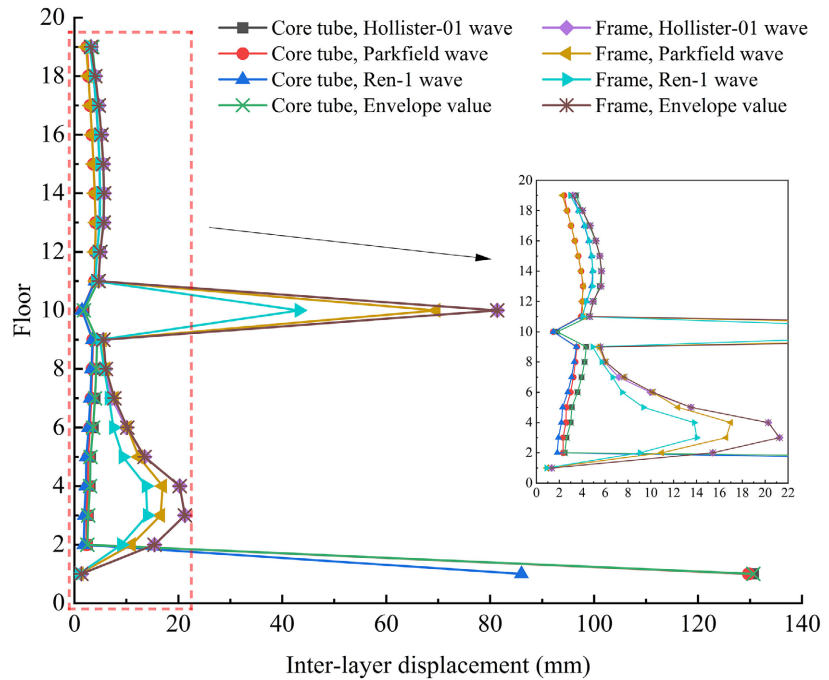 Core tube, Hollister-01 wave
Core tube, Parkfield wave
Core tube, Ren-1 wave
Core tube, Envelope value
Frame, Hollister-01 wave
Frame, Parkfield wave
Frame, Ren-1 wave
Frame, Envelope value
Floor
20
18
16
14
12
10
8
6
4
2
0
0 20 40 60 80 100 120 140
Inter-layer displacement (mm)
20
18
16
14
12
10
8
6
4
2
0
0 2 4 6 8 10 12 14 16 18 20 22